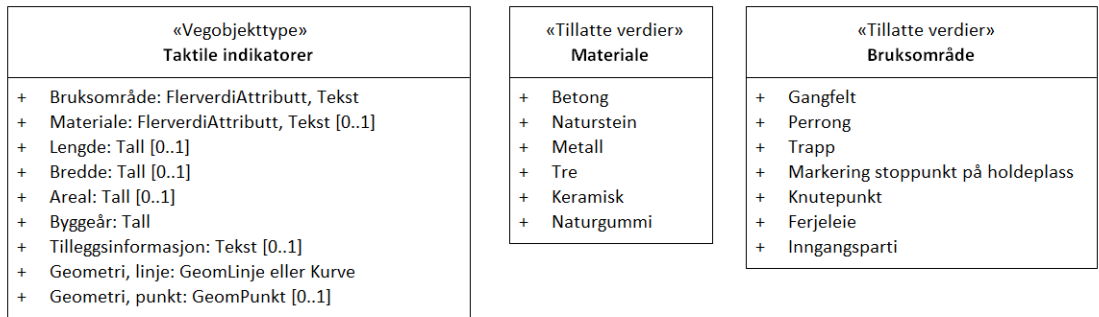 «Vegobjekttype»
Taktile indikatorer
+ Bruksområde: FlerverdiAttributt, Tekst
+ Materiale: FlerverdiAttributt, Tekst [0..1]
+ Lengde: Tall [0..1]
+ Bredde: Tall [0..1]
+ Areal: Tall [0..1]
+ Byggeår: Tall
+ Tilleggsinformasjon: Tekst [0..1]
+ Geometri, linje: GeomLinje eller Kurve
+ Geometri, punkt: GeomPunkt [0..1]
«Tillatte verdier»
Materiale
+ Betong
+ Naturstein
+ Metall
+ Tre
+ Keramisk
+ Naturgummi
«Tillatte verdier»
Bruksområde
+ Gangfelt
+ Perrong
+ Trapp
+ Markering stoppunkt på holdeplass
+ Knutepunkt
+ Ferjeleie
+ Inngangsparti